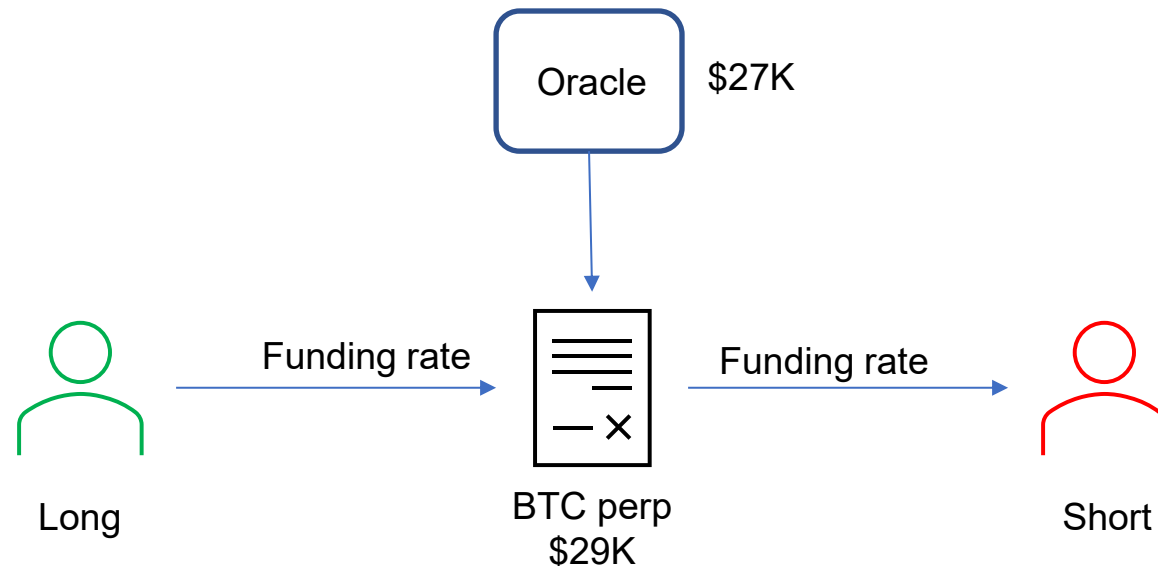 Oracle
$27K
Funding rate
Funding rate
Long
BTC perp
$29K
Short